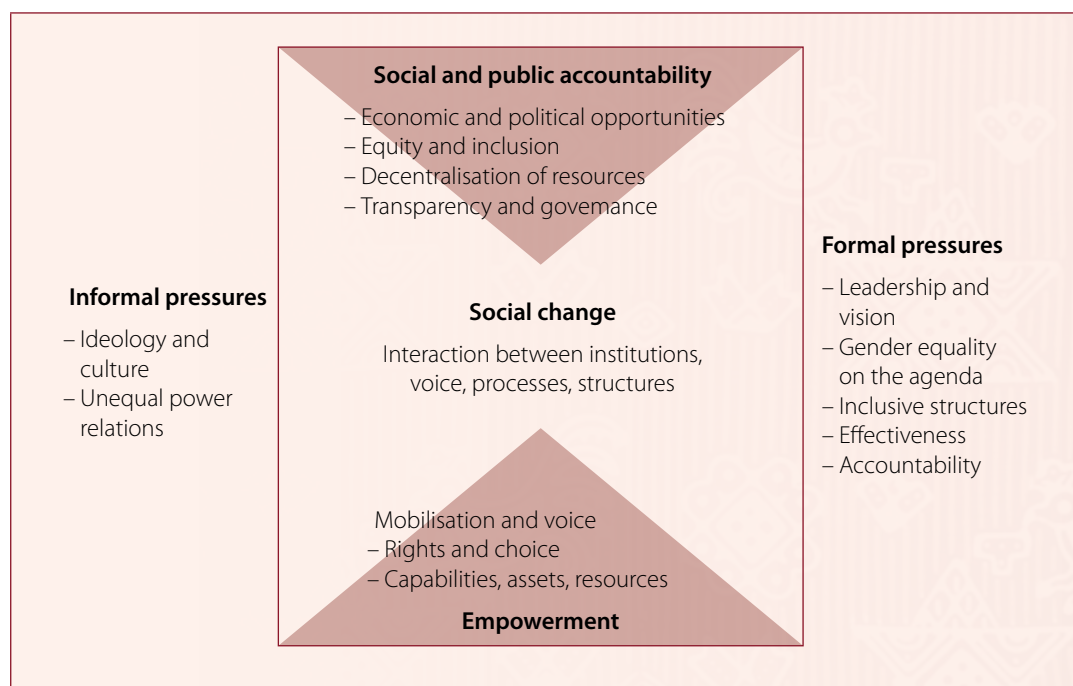 Social and public accountability
– Economic and political opportunities
– Equity and inclusion
– Decentralisation of resources
– Transparency and governance
Informal pressures
– Ideology and
culture
– Unequal power
relations
Social change
Interaction between institutions,
voice, processes, structures
Formal pressures
– Leadership and
vision
– Gender equality
on the agenda
– Inclusive structures
– Effectiveness
– Accountability
Mobilisation and voice
– Rights and choice
– Capabilities, assets, resources
Empowerment